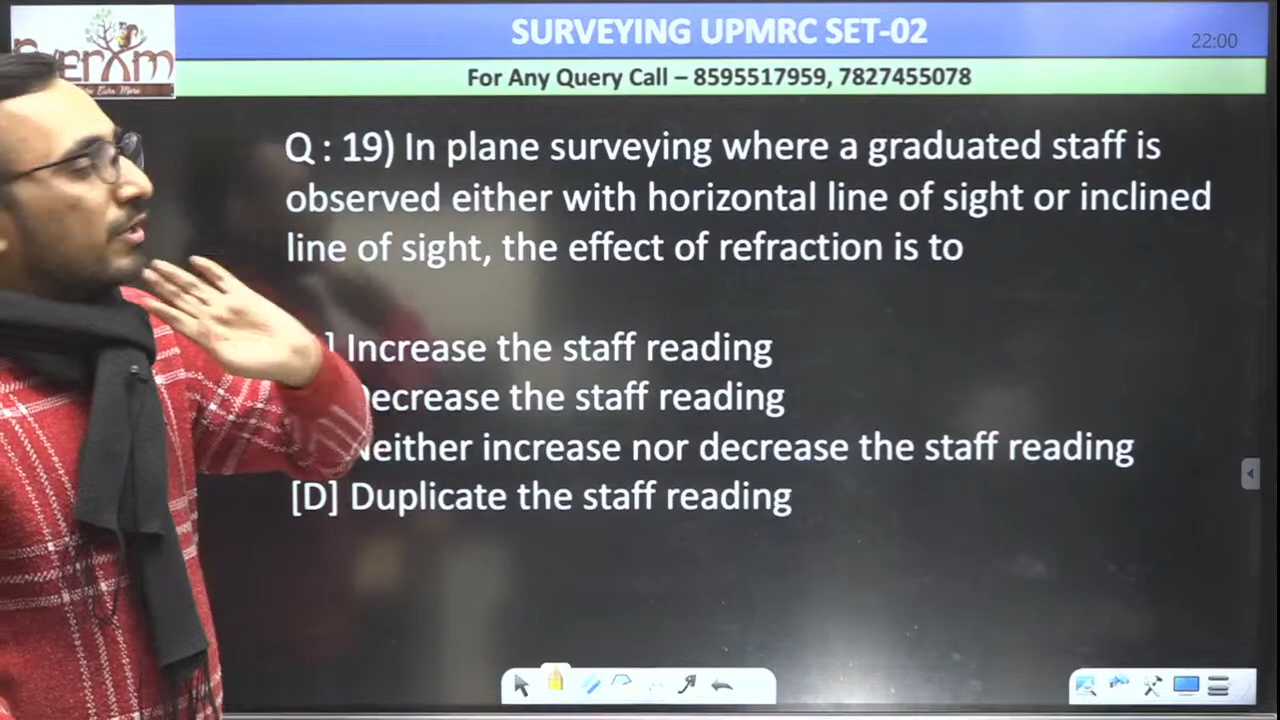 SURVEYING UPMRC SET-02
22:00
For Any Query Call – 8595517959, 7827455078
Q : 19) In plane surveying where a graduated staff is
observed either with horizontal line of sight or inclined
line of sight, the effect of refraction is to
] Increase the staff reading
the staff reading
increase nor decrease the staff reading
[D] Duplicate the staff reading